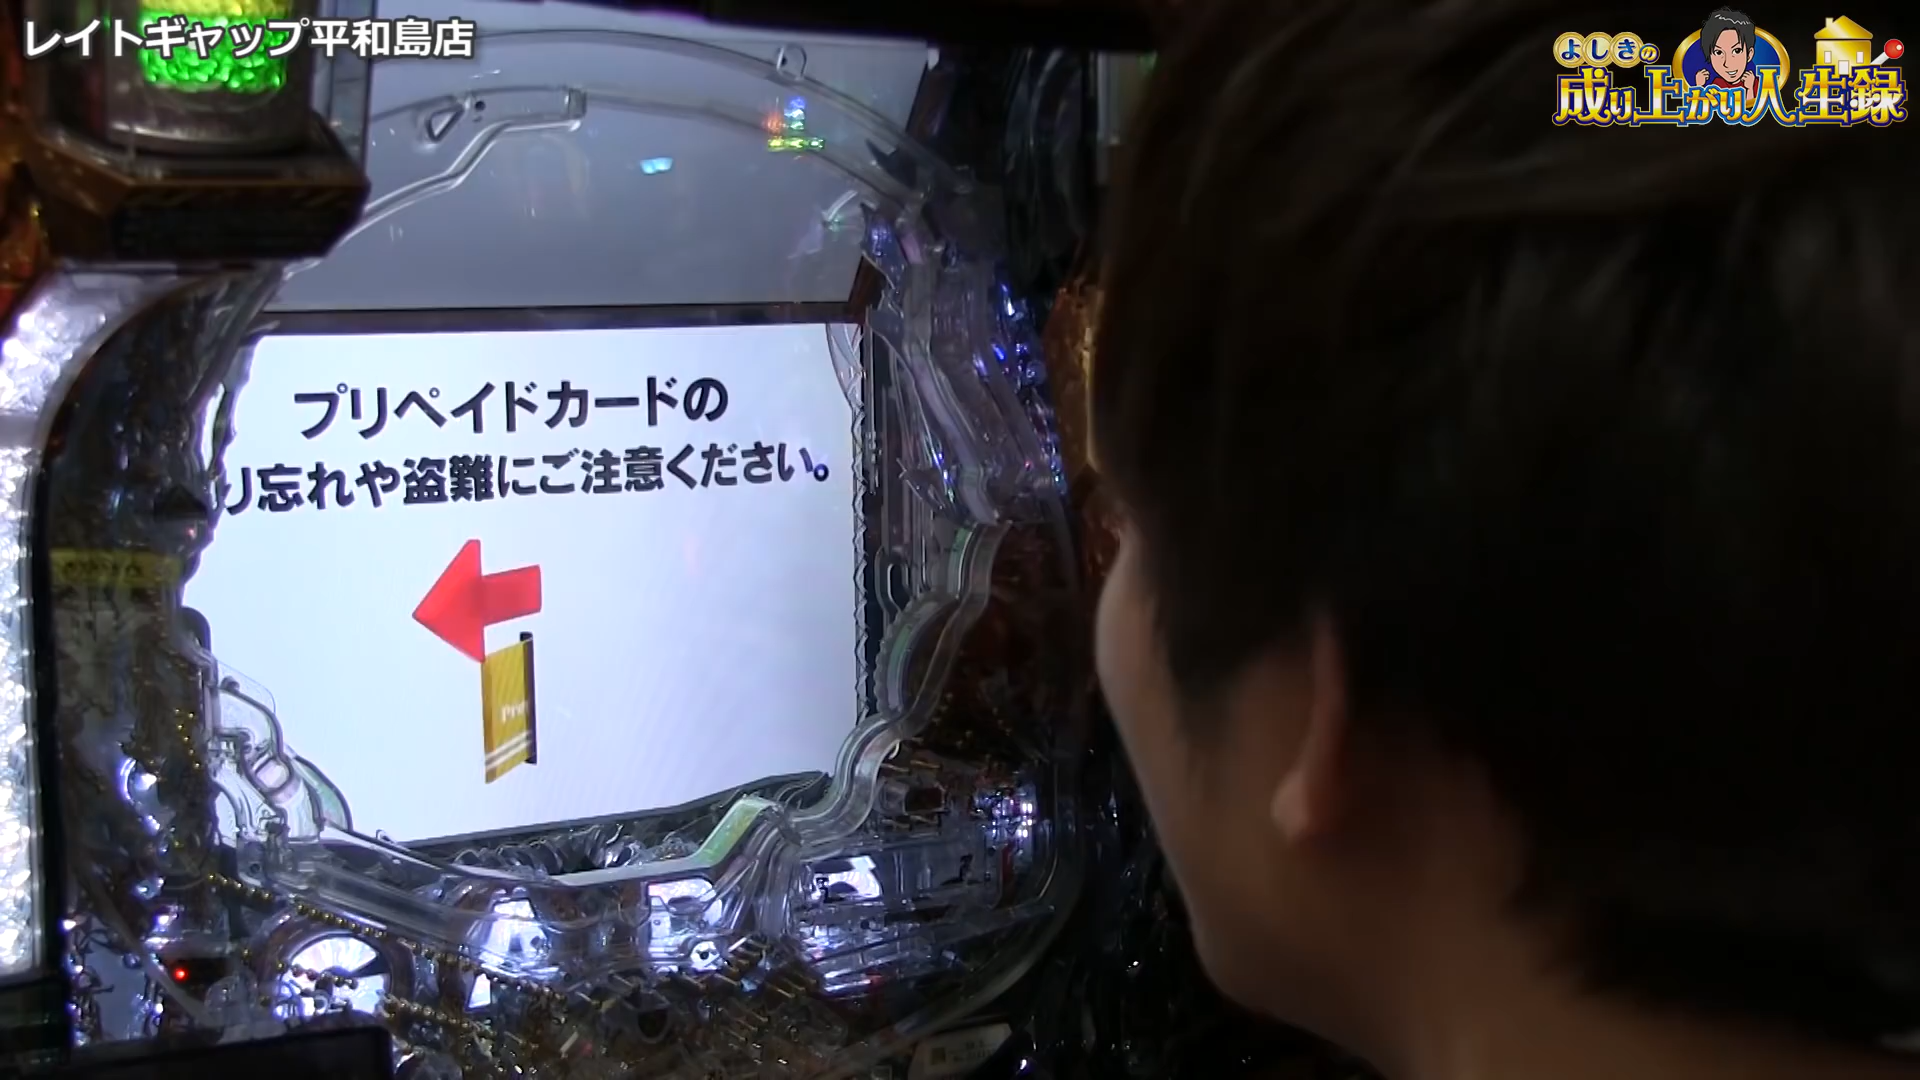 レイトギャップ平和島店
よしきの
成り上がり人生録
プリペイドカードの
り忘れや盗難にご注意ください。